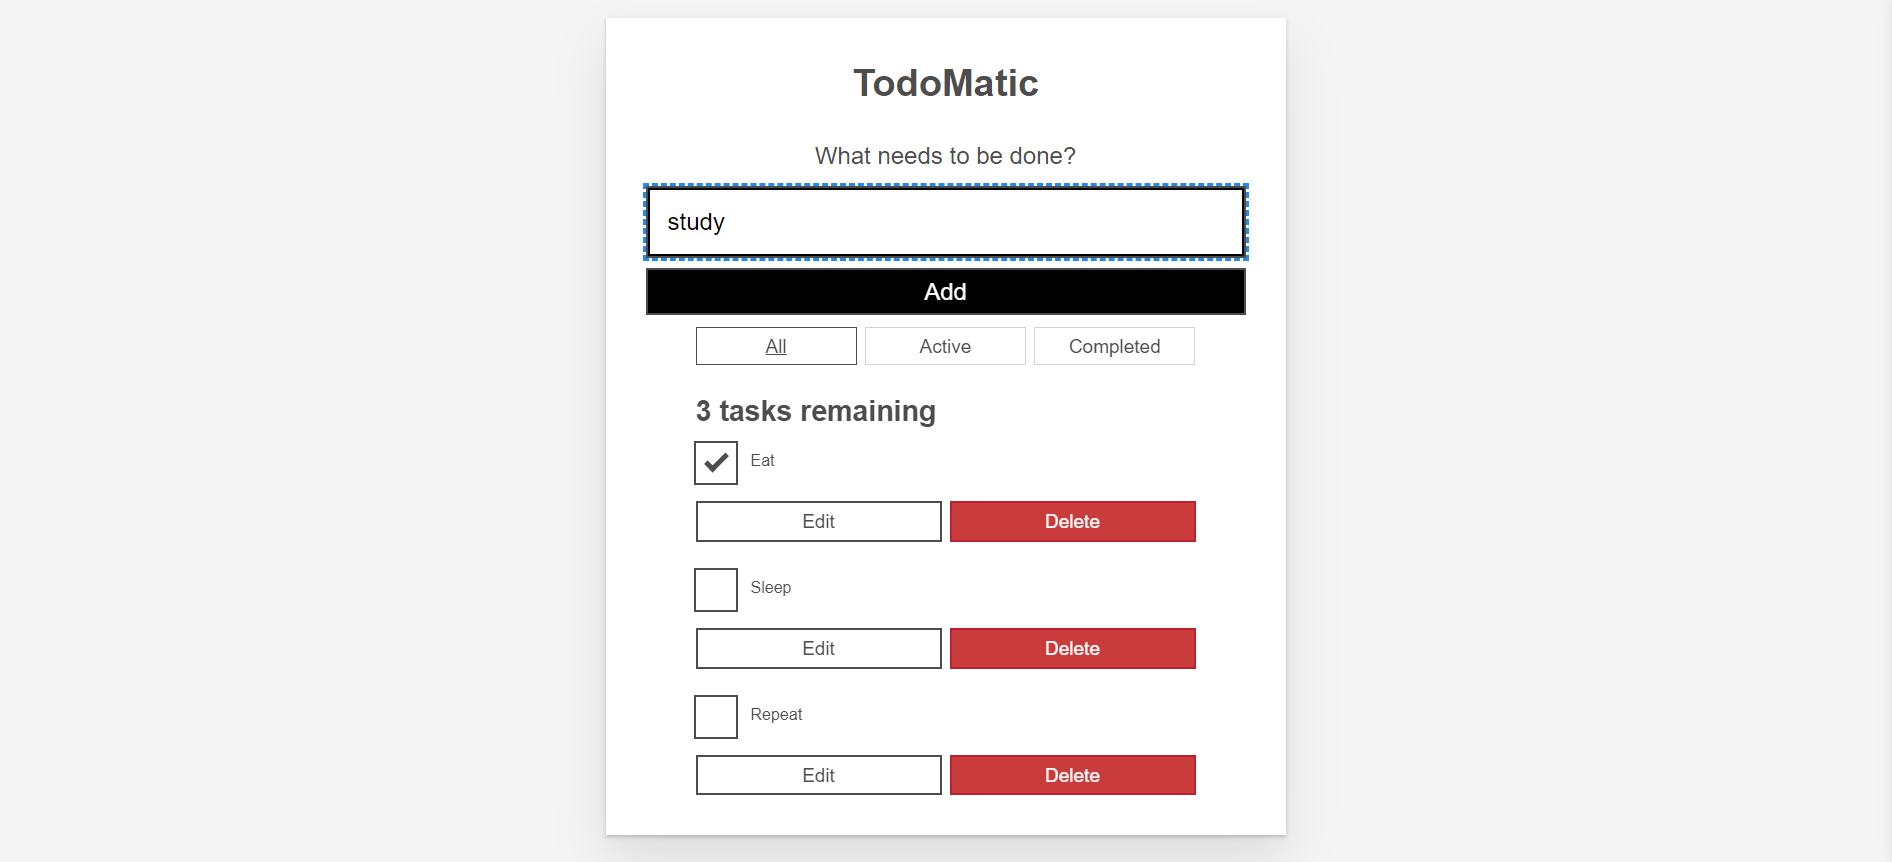 TodoMatic
What needs to be done?
study
Add
All Active Completed
3 tasks remaining
Eat
Edit Delete
Sleep
Edit Delete
Repeat
Edit Delete